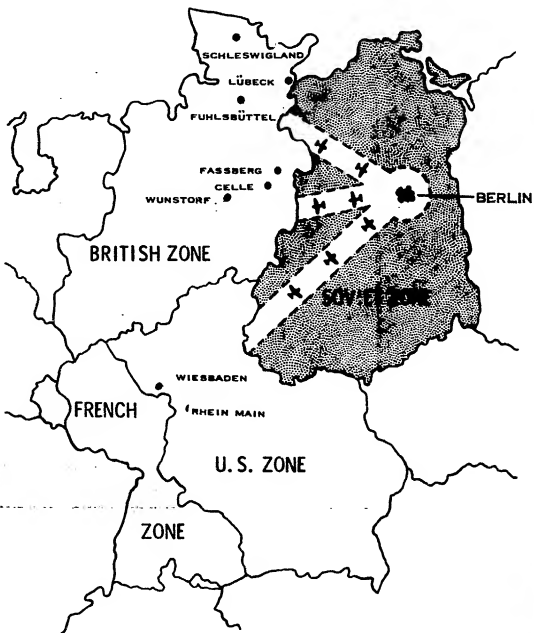 SCHLESWIGLAND
LÜBECK
FUHLSBÜTTEL
FASSBERG
CELLE
WUNSTORF
BERLIN
BRITISH ZONE
SOVIET ZONE
WIESBADEN
FRENCH
RHEIN MAIN
U.S. ZONE
ZONE